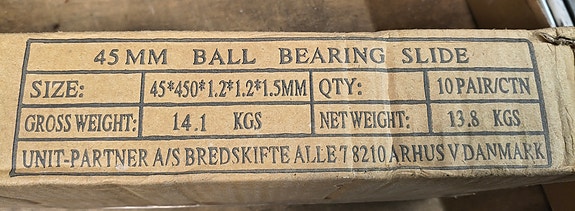 45 MM BALL BEARING SLIDE
SIZE: 45*450*1.2*1.2*1.5MM QTY: 10 PAIR/CTN
GROSS WEIGHT: 14.1 KGS NET WEIGHT: 13.8 KGS
UNIT-PARTNER A/S BREDSKIFTE ALLE 7 8210 ARHUS V DANMARK